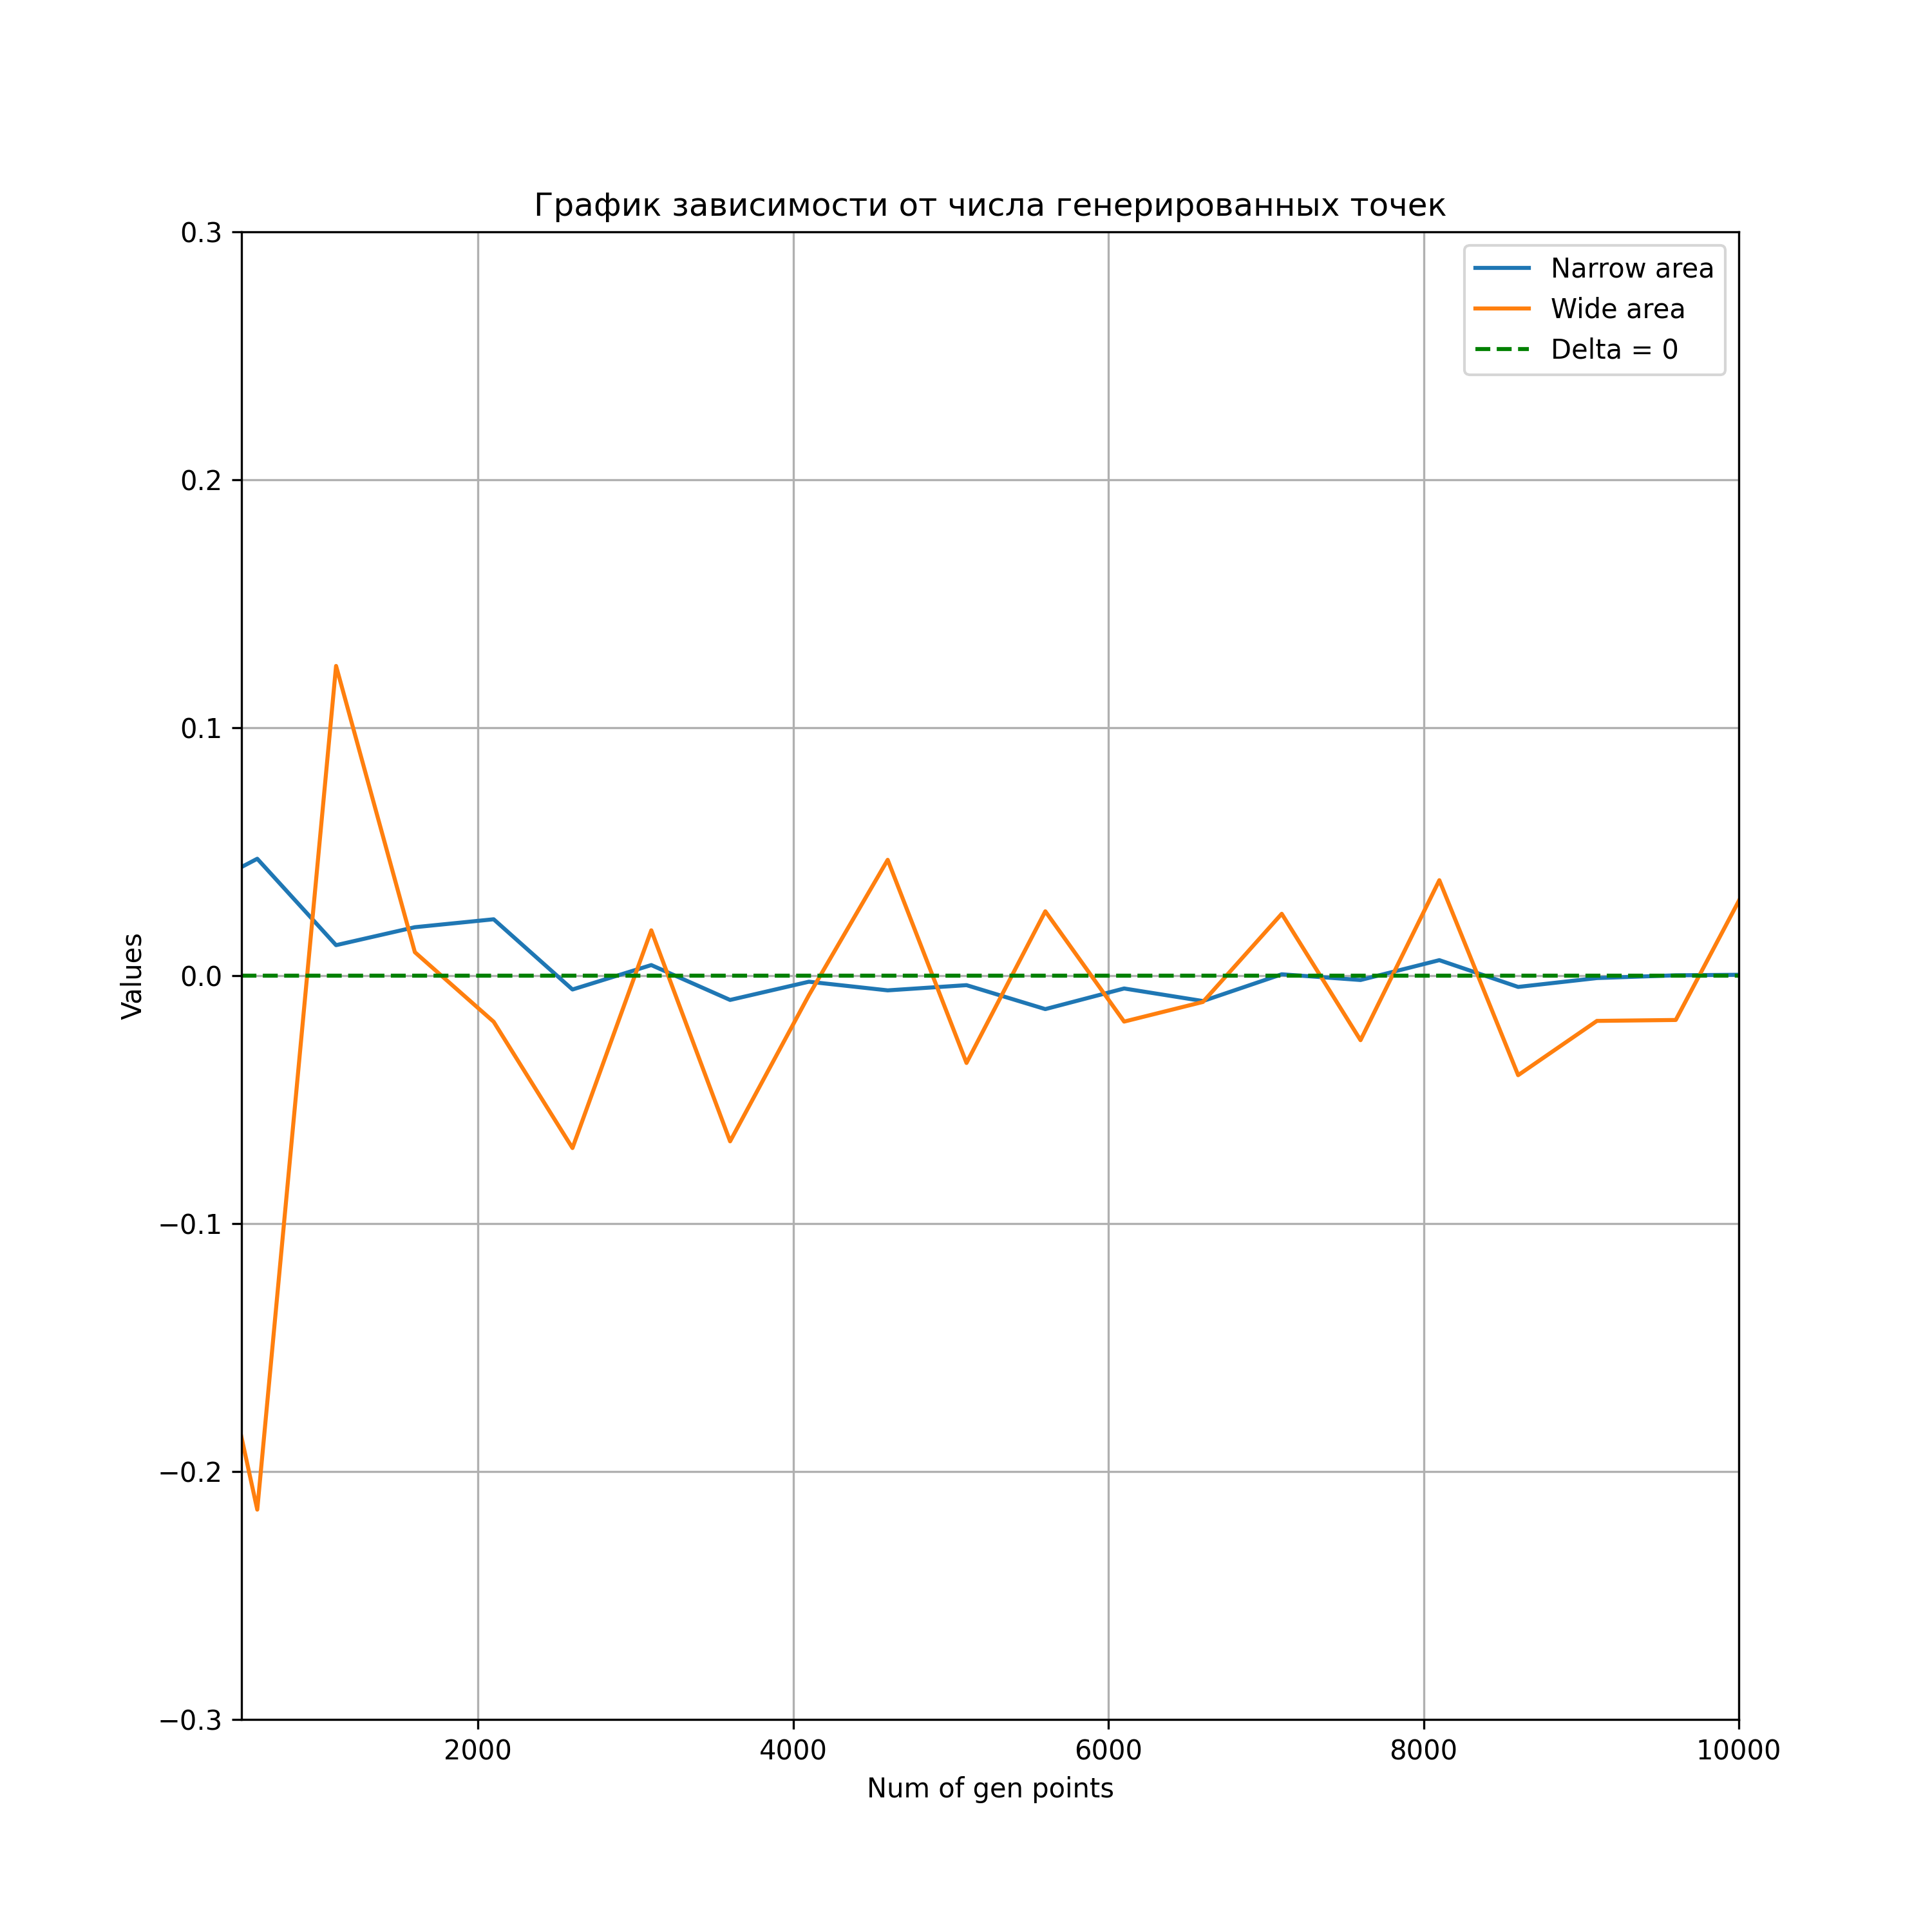 График зависимости от числа генерированных точек
0.3
0.2
0.1
0.0
−0.1
−0.2
−0.3
Values
Narrow area
Wide area
Delta = 0
2000 4000 6000 8000 10000
Num of gen points